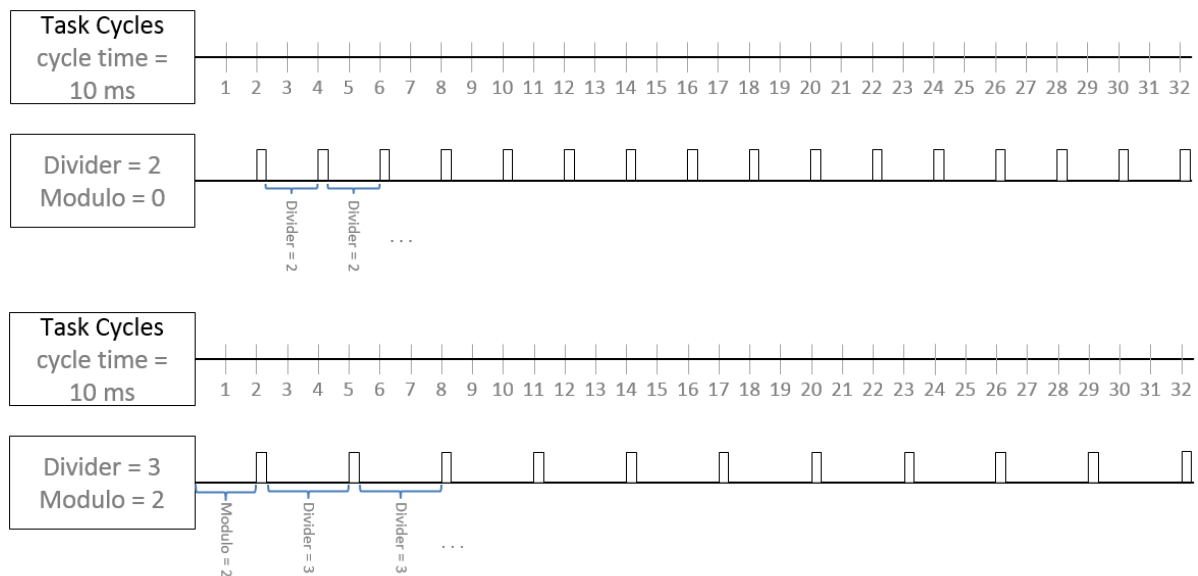 Task Cycles
cycle time =
10 ms
1 2 3 4 5 6 7 8 9 10 11 12 13 14 15 16 17 18 19 20 21 22 23 24 25 26 27 28 29 30 31 32
Divider = 2
Modulo = 0
Divider = 2
Divider = 2
. . .
Task Cycles
cycle time =
10 ms
1 2 3 4 5 6 7 8 9 10 11 12 13 14 15 16 17 18 19 20 21 22 23 24 25 26 27 28 29 30 31 32
Divider = 3
Modulo = 2
Modulo = 2
Divider = 3
Divider = 3
. . .